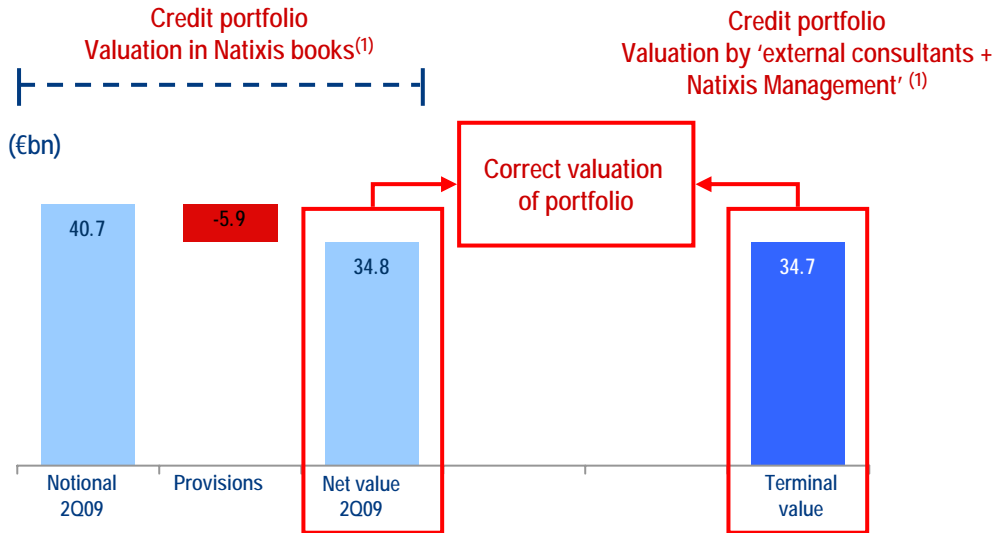 Credit portfolio
Valuation in Natixis books(1)
Credit portfolio
Valuation by ‘external consultants +
Natixis Management’ (1)
(€bn)
Correct valuation
of portfolio
40.7
-5.9
34.8
34.7
Notional
2Q09
Provisions
Net value
2Q09
Terminal
value